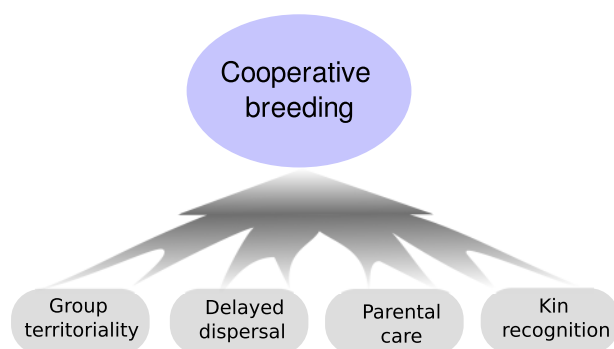 Cooperative
breeding
Group
territoriality
Delayed
dispersal
Parental
care
Kin
recognition